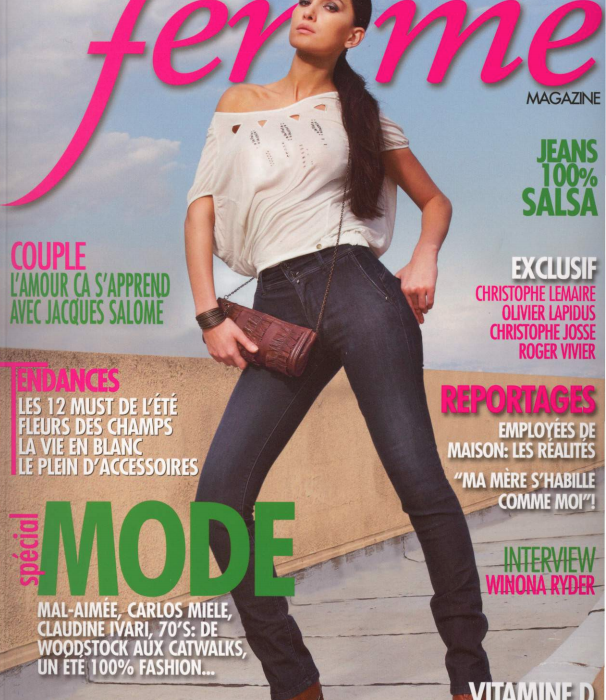 femme
MAGAZINE
JEANS
100%
SALSA
COUPLE
L'AMOUR ÇA S'APPREND
AVEC JACQUES SALOMÉ
EXCLUSIF
CHRISTOPHE LEMAIRE
OLIVIER LAPIDUS
CHRISTOPHE JOSSE
ROGER VIVIER
TENDANCES
LES 12 MUST DE L'ÉTÉ
FLEURS DES CHAMPS
LA VIE EN BLANC
LE PLEIN D'ACCESSOIRES
REPORTAGES
EMPLOYÉES DE
MAISON: LES RÉALITÉS
"MA MÈRE S'HABILLE
COMME MOI"!
spécial
MODE
MAL-AIMÉE, CARLOS MIELE,
CLAUDINE IVARI, 70'S: DE
WOODSTOCK AUX CATWALKS,
UN ÉTÉ 100% FASHION...
INTERVIEW
WINONA RYDER
VITAMINE D